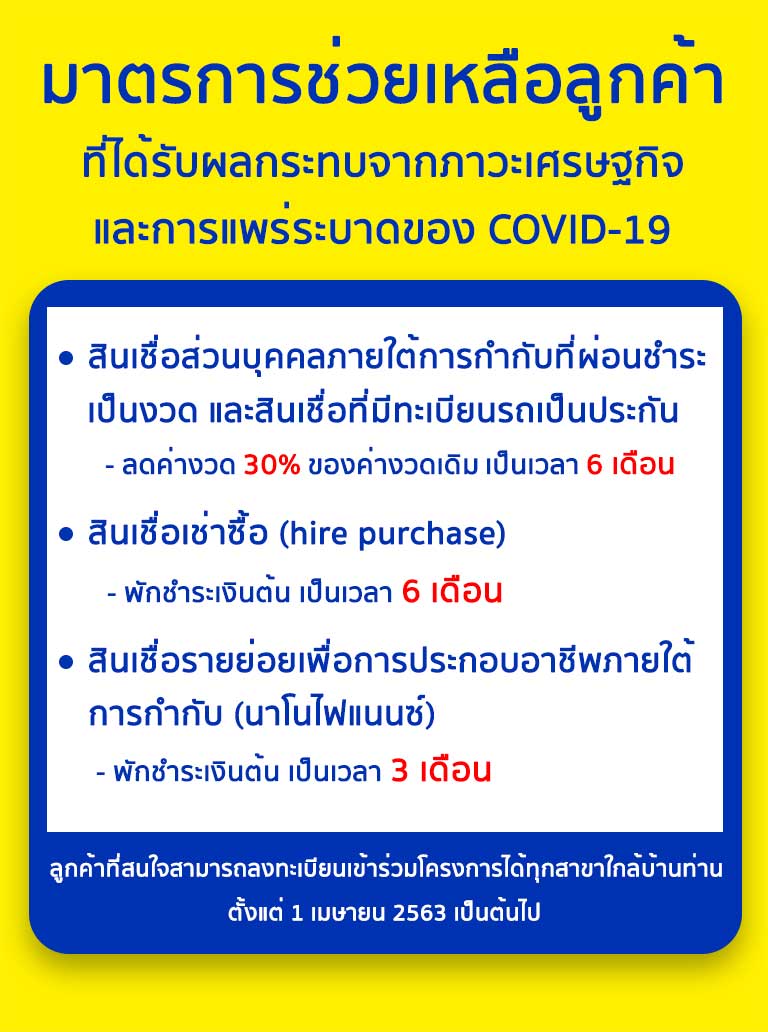 มาตรการช่วยเหลือลูกค้า
ที่ได้รับผลกระทบจากภาวะเศรษฐกิจ
และการแพร่ระบาดของ COVID-19
• สินเชื่อส่วนบุคคลภายใต้การกำกับที่ผ่อนชำระ
เป็นงวด และสินเชื่อที่มีทะเบียนรถเป็นประกัน
- ลดค่างวด 30% ของค่างวดเดิม เป็นเวลา 6 เดือน
• สินเชื่อเช่าซื้อ (hire purchase)
- พักชำระเงินต้น เป็นเวลา 6 เดือน
• สินเชื่อรายย่อยเพื่อการประกอบอาชีพภายใต้
การกำกับ (นาโนไฟแนนซ์)
- พักชำระเงินต้น เป็นเวลา 3 เดือน
ลูกค้าที่สนใจสามารถลงทะเบียนเข้าร่วมโครงการได้ทุกสาขาใกล้บ้านท่าน
ตั้งแต่ 1 เมษายน 2563 เป็นต้นไป